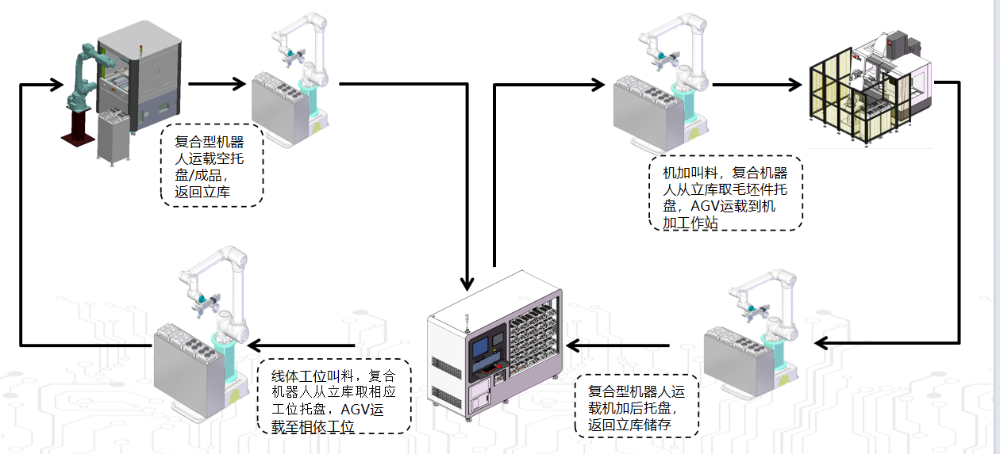 复合型机器
人运载空托
盘/成品，
返回立库
机加叫料，复合机器
人从立库取毛坯件托
盘，AGV运载到机
加工作站
线体工位叫料，复合
机器人从立库取相应
工位托盘，AGV运
载至相依工位
复合型机器人运
载机加后托盘，
返回立库储存